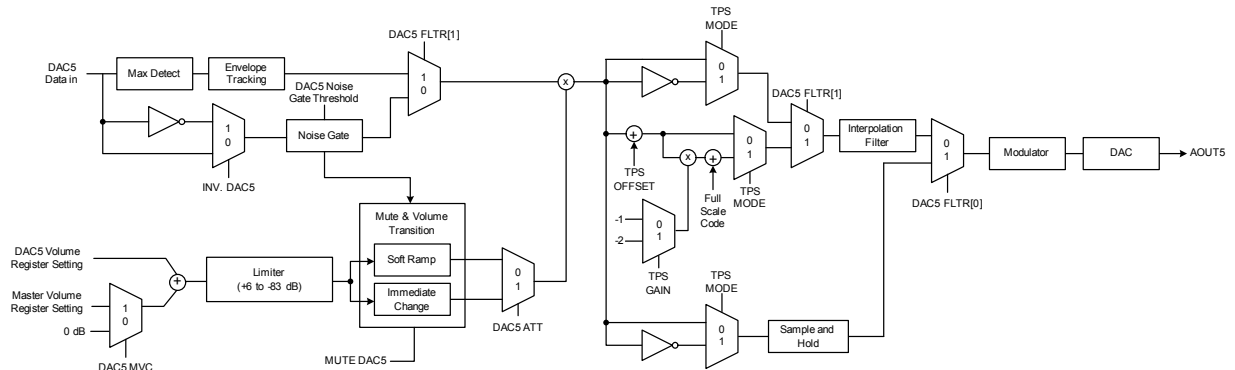 DAC5
Data in
Max Detect
Envelope
Tracking
DAC5 FLTR[1]
1
0
DAC5 Noise
Gate Threshold
1
0
Noise Gate
INV. DAC5
x
Mute & Volume
Transition
Soft Ramp
Immediate
Change
DAC5 Volume
Register Setting
Master Volume
Register Setting
0 dB
1
0
DAC5 MVC
+
Limiter
(+6 to -83 dB)
MUTE DAC5
0
1
DAC5 ATT
TPS
MODE
0
1
+
TPS
OFFSET
x
+
Full
Scale
Code
0
1
TPS
MODE
-1
-2
0
1
TPS
GAIN
DAC5 FLTR[1]
0
1
Interpolation
Filter
0
1
DAC5 FLTR[0]
Modulator
DAC
AOUT5
TPS
MODE
0
1
Sample and
Hold